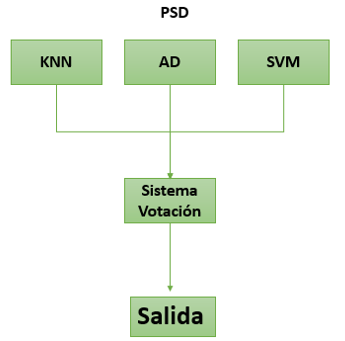 PSD
KNN
AD
SVM
Sistema
Votación
Salida